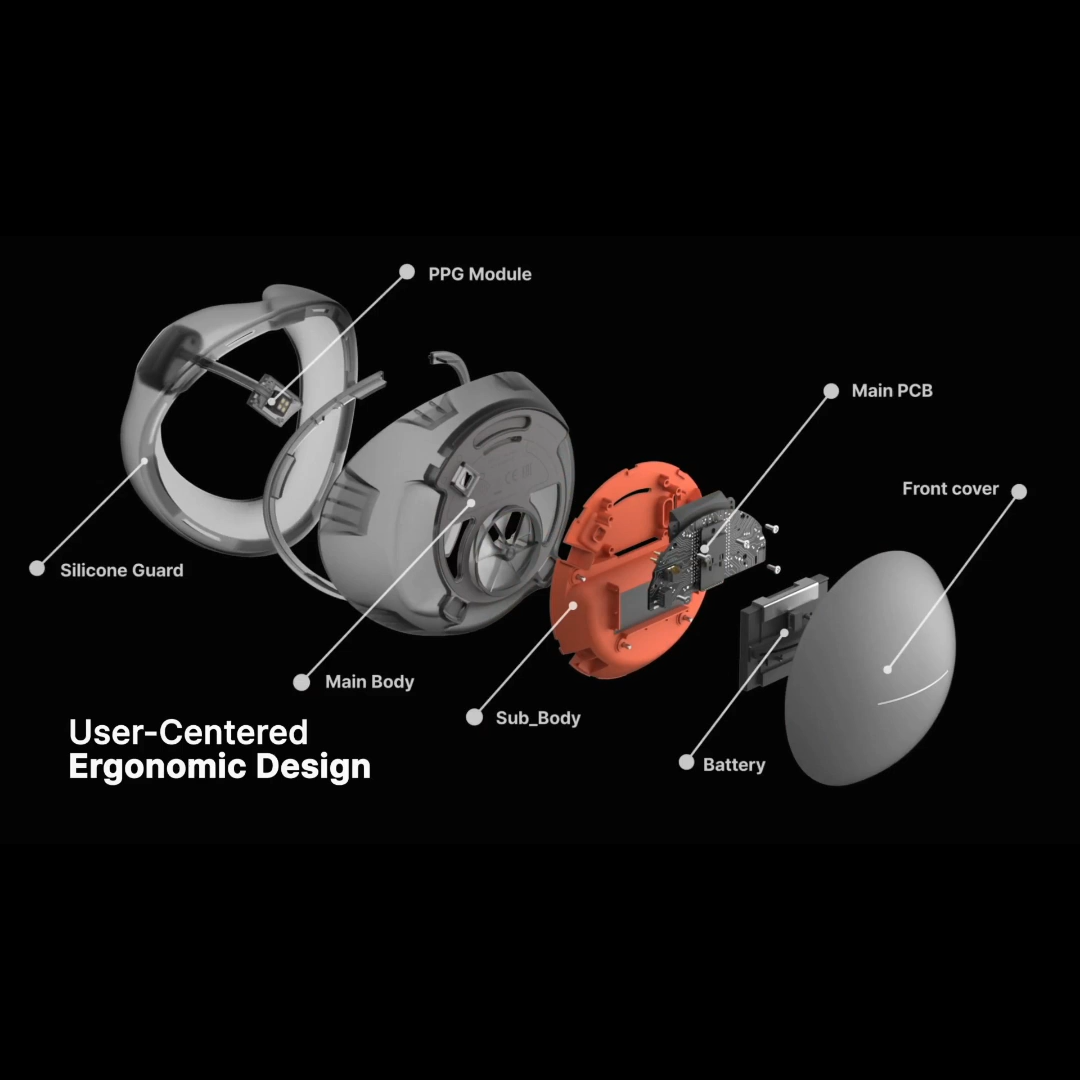 PPG Module
Main PCB
Front cover
Silicone Guard
Main Body
Sub_Body
User-Centered
Ergonomic Design
Battery